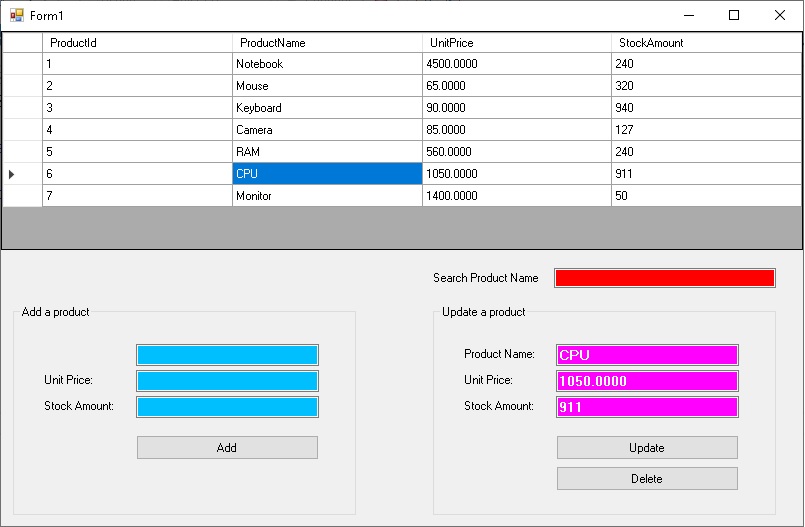 Form1
ProductId ProductName UnitPrice StockAmount
1 Notebook 4500.0000 240
2 Mouse 65.0000 320
3 Keyboard 90.0000 940
4 Camera 85.0000 127
5 RAM 560.0000 240
6 CPU 1050.0000 911
7 Monitor 1400.0000 50
Search Product Name
Add a product
Unit Price:
Stock Amount:
Add
Update a product
Product Name: CPU
Unit Price: 1050.0000
Stock Amount: 911
Update
Delete